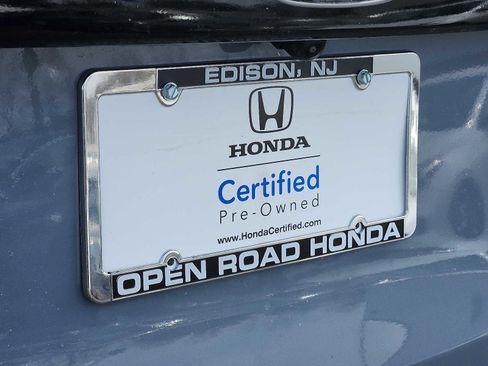 EDISON, NJ
HONDA
Certified
Pre-Owned
www.HondaCertified.com
OPEN ROAD HONDA